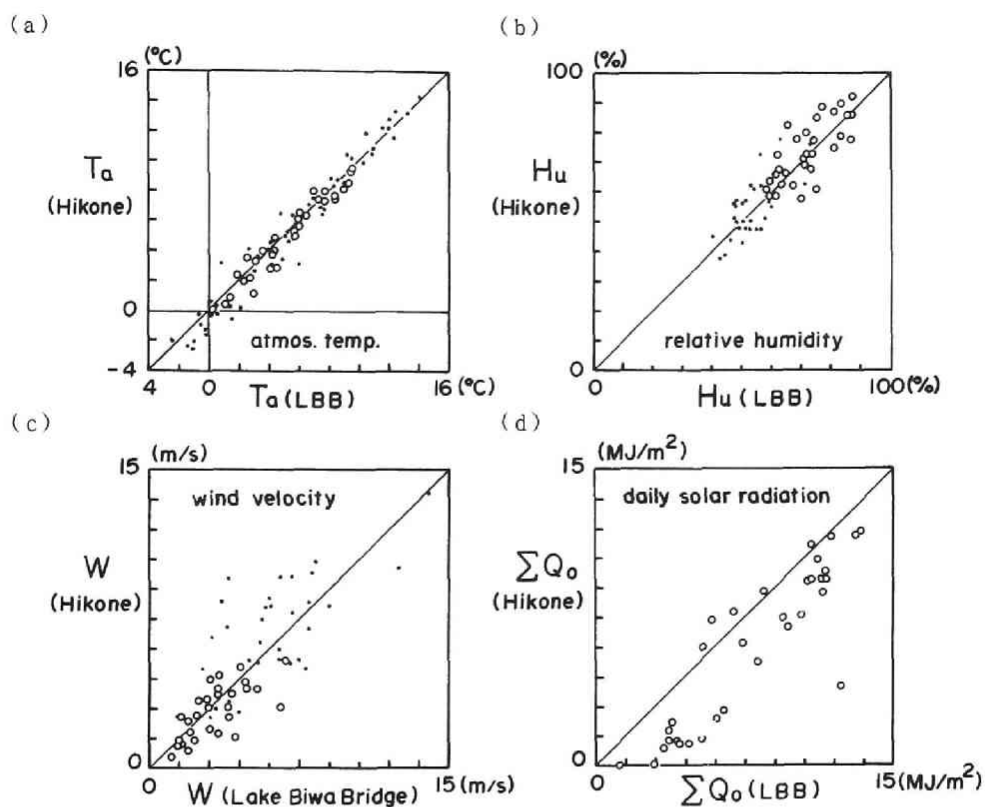 (a)
(°C)
16
Ta
(Hikone)
0
-4
atmos. temp.
4 0 16 (°C)
Ta (LBB)
(b)
(%)
100
Hu
(Hikone)
0
relative humidity
0 100 (%)
Hu (LBB)
(c)
(m/s)
15
wind velocity
W
(Hikone)
0
0 15 (m/s)
W (Lake Biwa Bridge)
(d)
(MJ/m²)
15
daily solar radiation
ΣQo
(Hikone)
0
0 15 (MJ/m²)
ΣQo (LBB)